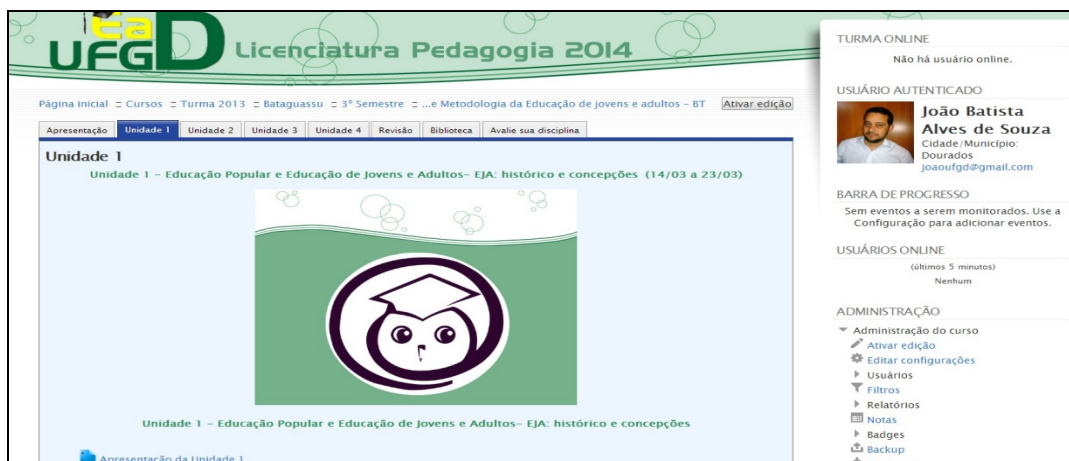 EaD
UFGD
Licenciatura Pedagogia 2014
Página inicial :: Cursos :: Turma 2013 :: Bataguassu :: 3º Semestre :: ...e Metodologia da Educação de jovens e adultos – BT
Ativar edição
Apresentação Unidade 1 Unidade 2 Unidade 3 Unidade 4 Revisão Biblioteca Avalie sua disciplina
Unidade 1
Unidade 1 – Educação Popular e Educação de Jovens e Adultos– EJA: histórico e concepções (14/03 a 23/03)
Unidade 1 – Educação Popular e Educação de Jovens e Adultos– EJA: histórico e concepções
Apresentação da Unidade 1
TURMA ONLINE
Não há usuário online.
USUÁRIO AUTENTICADO
João Batista
Alves de Souza
Cidade/Município:
Dourados
joaoufgd@gmail.com
BARRA DE PROGRESSO
Sem eventos a serem monitorados. Use a
Configuração para adicionar eventos.
USUÁRIOS ONLINE
(últimos 5 minutos)
Nenhum
ADMINISTRAÇÃO
Administração do curso
Ativar edição
Editar configurações
Usuários
Filtros
Relatórios
Notas
Badges
Backup